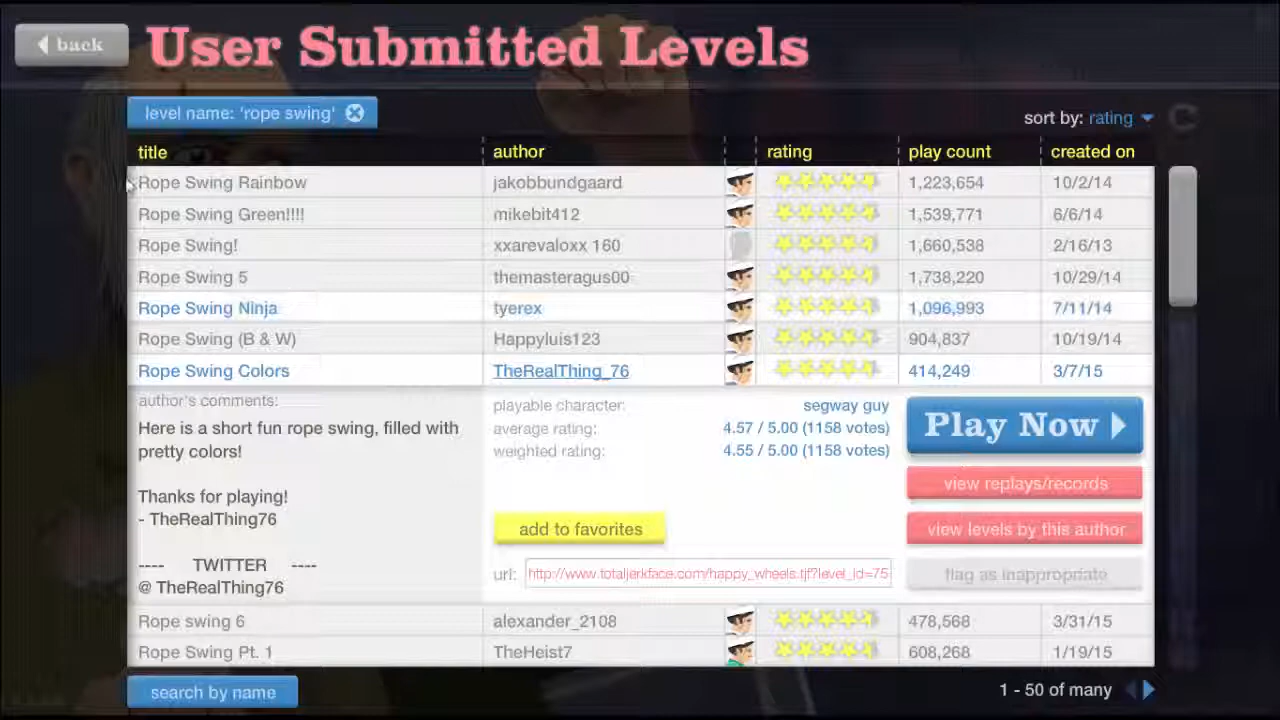 back
User Submitted Levels
level name: 'rope swing'
sort by: rating
title author rating play count created on
Rope Swing Rainbow jakobbundgaard 1,223,654 10/2/14
Rope Swing Green!!!! mikebit412 1,539,771 6/6/14
Rope Swing! xxarevaloxx 160 1,660,538 2/16/13
Rope Swing 5 themasteragus00 1,738,220 10/29/14
Rope Swing Ninja tyerex 1,096,993 7/11/14
Rope Swing (B & W) Happyluis123 904,837 10/19/14
Rope Swing Colors TheRealThing_76 414,249 3/7/15
author's comments:
Here is a short fun rope swing, filled with
pretty colors!
Thanks for playing!
- TheRealThing76
---- TWITTER ----
@ TheRealThing76
playable character: segway guy
average rating: 4.57 / 5.00 (1158 votes)
weighted rating: 4.55 / 5.00 (1158 votes)
add to favorites
url: http://www.totaljerkface.com/happy_wheels.tjf?level_id=75
Play Now
view replays/records
view levels by this author
flag as inappropriate
Rope swing 6 alexander_2108 478,568 3/31/15
Rope Swing Pt. 1 TheHeist7 608,268 1/19/15
search by name
1 - 50 of many